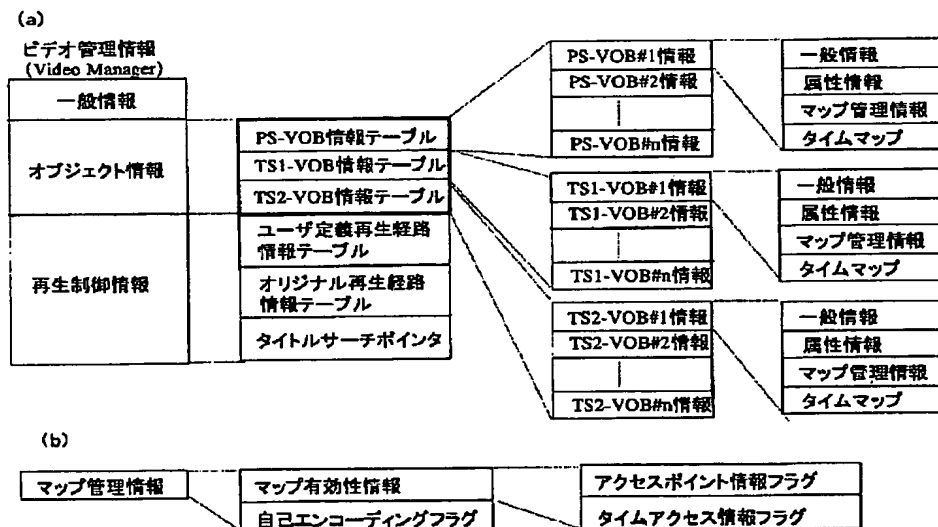 (a)
ビデオ管理情報
(Video Manager)
一般情報
オブジェクト情報
再生制御情報
PS-VOB情報テーブル
TS1-VOB情報テーブル
TS2-VOB情報テーブル
ユーザ定義再生経路
情報テーブル
オリジナル再生経路
情報テーブル
タイトルサーチポインタ
PS-VOB#1情報
PS-VOB#2情報
PS-VOB#n情報
一般情報
属性情報
マップ管理情報
タイムマップ
TS1-VOB#1情報
TS1-VOB#2情報
TS1-VOB#n情報
一般情報
属性情報
マップ管理情報
タイムマップ
TS2-VOB#1情報
TS2-VOB#2情報
TS2-VOB#n情報
一般情報
属性情報
マップ管理情報
タイムマップ
(b)
マップ管理情報
マップ有効性情報
自己エンコーディングフラグ
アクセスポイント情報フラグ
タイムアクセス情報フラグ